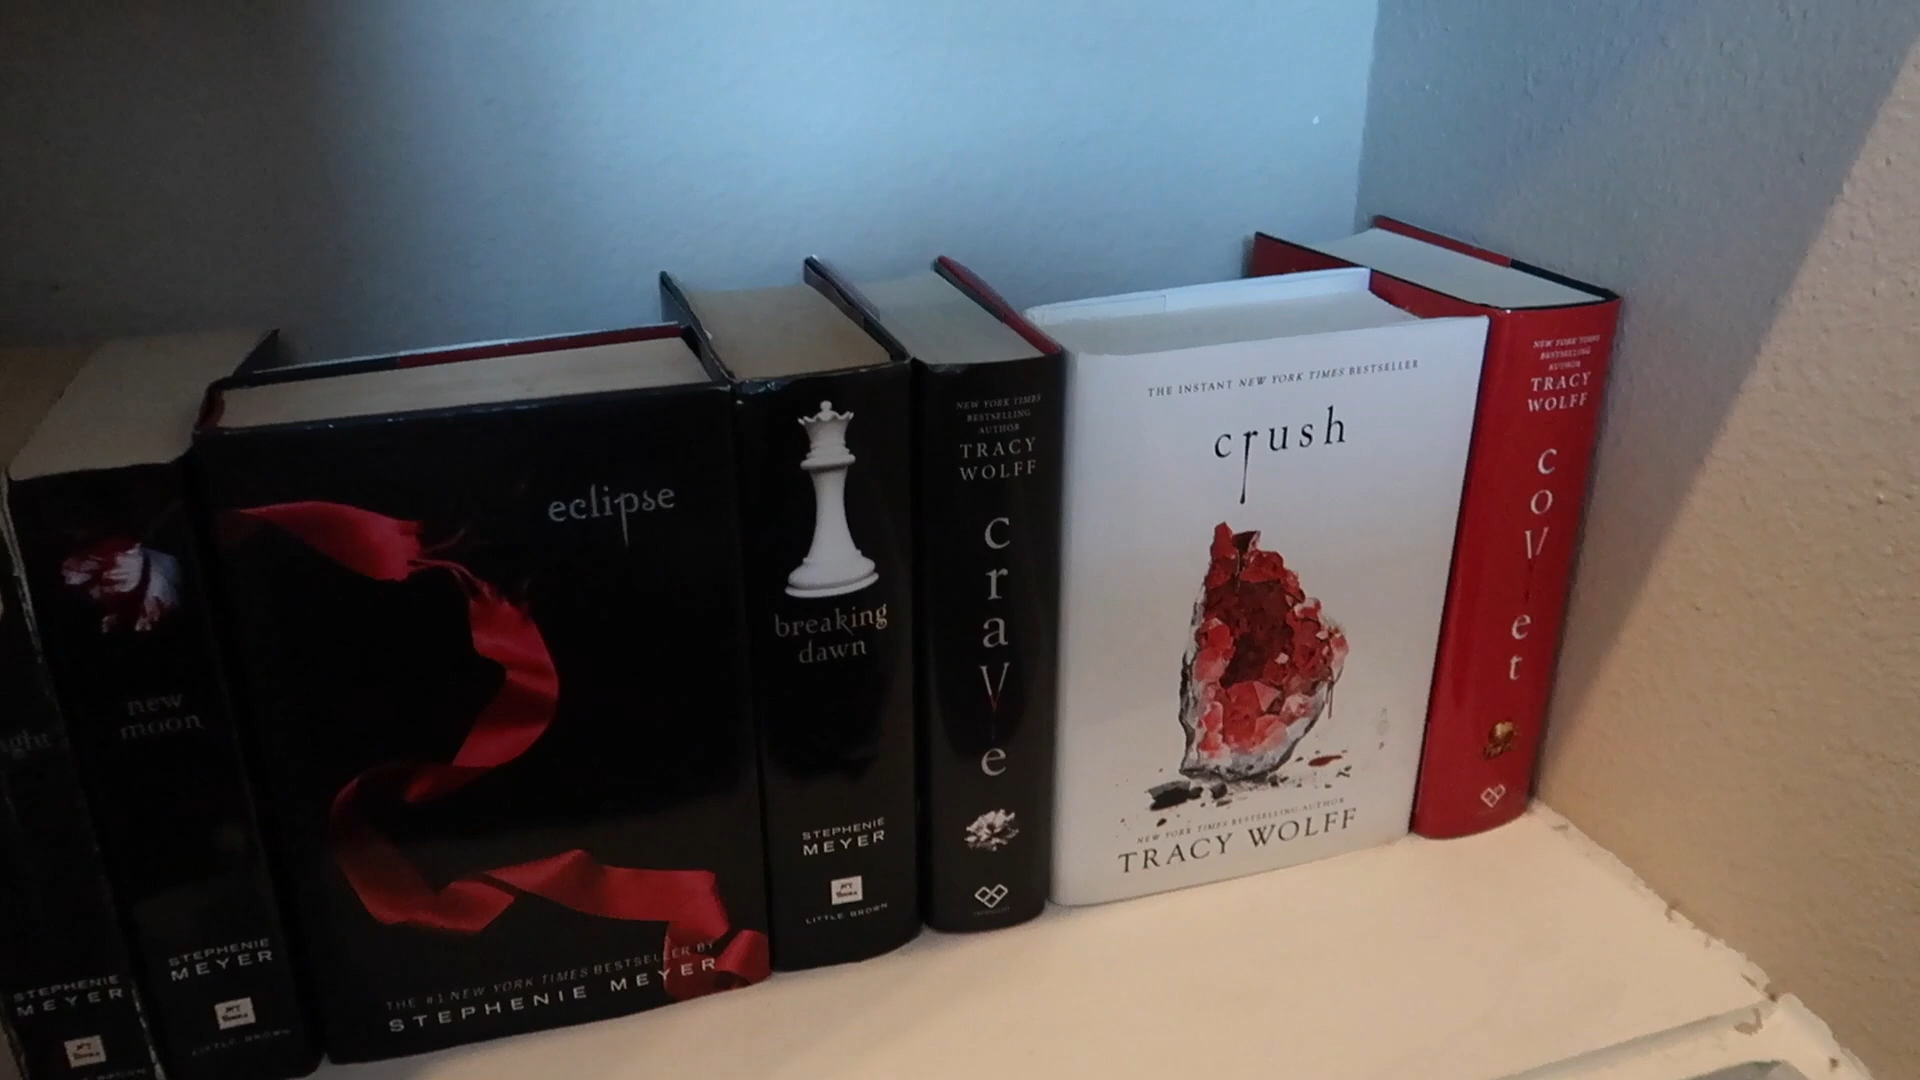 STEPHENIE
MEYER
new
moon
STEPHENIE
MEYER
LITTLE BROWN
eclipse
THE #1 NEW YORK TIMES BESTSELLER BY
STEPHENIE MEYER
breaking
dawn
STEPHENIE
MEYER
LITTLE BROWN
NEW YORK TIMES
BESTSELLING
AUTHOR
TRACY
WOLFF
crave
THE INSTANT NEW YORK TIMES BESTSELLER
crush
NEW YORK TIMES BESTSELLING AUTHOR
TRACY WOLFF
NEW YORK TIMES
BESTSELLING
AUTHOR
TRACY
WOLFF
covet